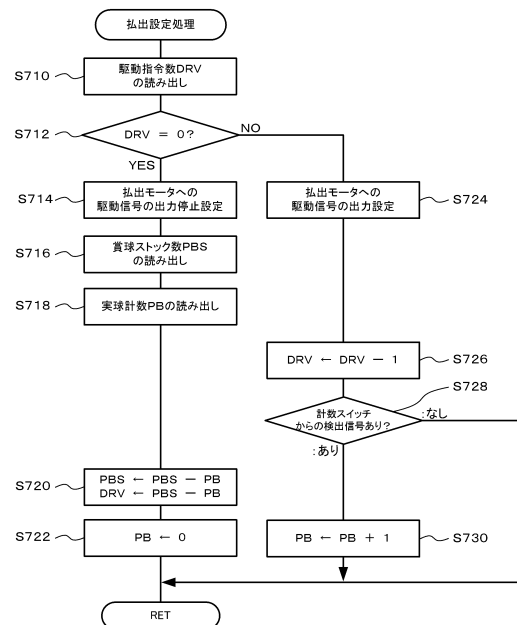 払出設定処理
S710
駆動指令数DRV
の読み出し
S712
DRV = 0?
NO
YES
S714
払出モータへの
駆動信号の出力停止設定
払出モータへの
駆動信号の出力設定
S724
S716
賞球ストック数PBS
の読み出し
S718
実球計数PBの読み出し
DRV ← DRV − 1
S726
S728
計数スイッチ
からの検出信号あり?
:なし
:あり
S720
PBS ← PBS − PB
DRV ← PBS − PB
S722
PB ← 0
PB ← PB + 1
S730
RET